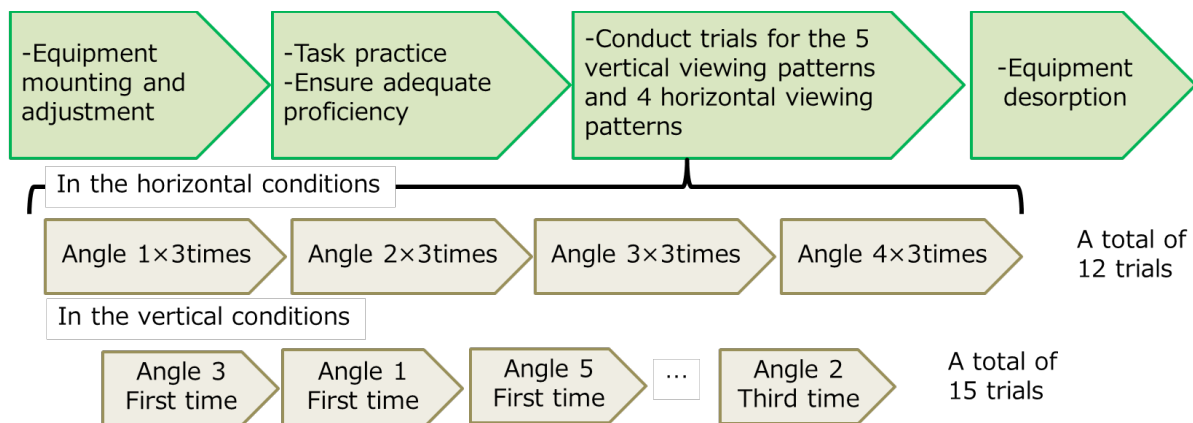 -Equipment
mounting and
adjustment
-Task practice
-Ensure adequate
proficiency
-Conduct trials for the 5
vertical viewing patterns
and 4 horizontal viewing
patterns
-Equipment
desorption
In the horizontal conditions
Angle 1×3times
Angle 2×3times
Angle 3×3times
Angle 4×3times
A total of
12 trials
In the vertical conditions
Angle 3
First time
Angle 1
First time
Angle 5
First time
...
Angle 2
Third time
A total of
15 trials